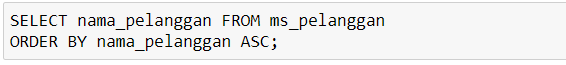 SELECT nama_pelanggan FROM ms_pelanggan
ORDER BY nama_pelanggan ASC;